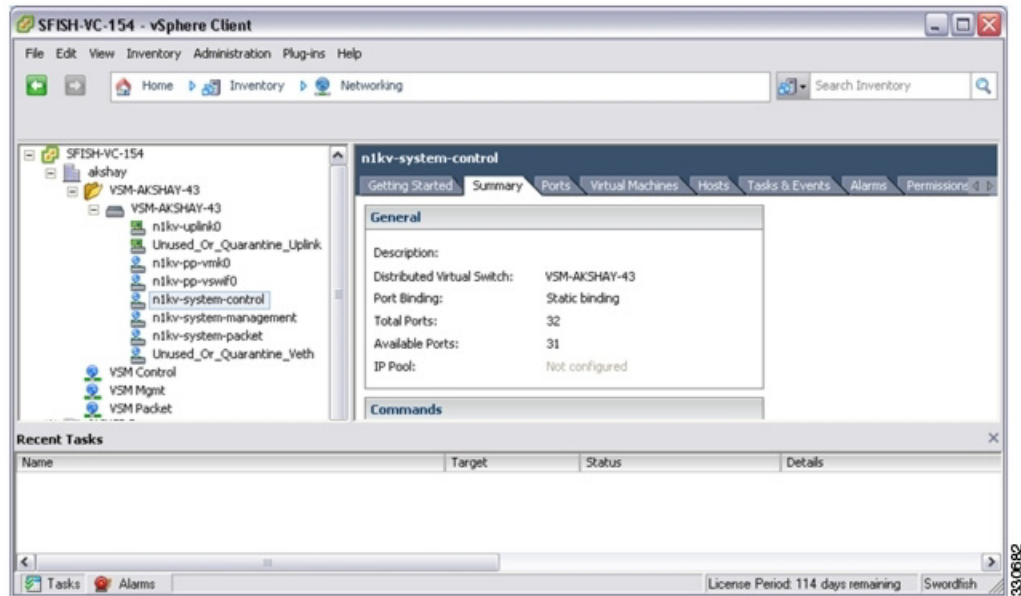 SFISH-VC-154 - vSphere Client
File Edit View Inventory Administration Plug-ins Help
Home Inventory Networking
Search Inventory
SFISH-VC-154
akshay
VSM-AKSHAY-43
VSM-AKSHAY-43
n1kv-uplink0
Unused_Or_Quarantine_Uplink
n1kv-pp-vmk0
n1kv-pp-vswif0
n1kv-system-control
n1kv-system-management
n1kv-system-packet
Unused_Or_Quarantine_Veth
VSM Control
VSM Mgmt
VSM Packet
n1kv-system-control
Getting Started Summary Ports Virtual Machines Hosts Tasks & Events Alarms Permissions
General
Description:
Distributed Virtual Switch: VSM-AKSHAY-43
Port Binding: Static binding
Total Ports: 32
Available Ports: 31
IP Pool: Not configured
Commands
Recent Tasks
Name Target Status Details
Tasks Alarms License Period: 114 days remaining Swordfish
330682